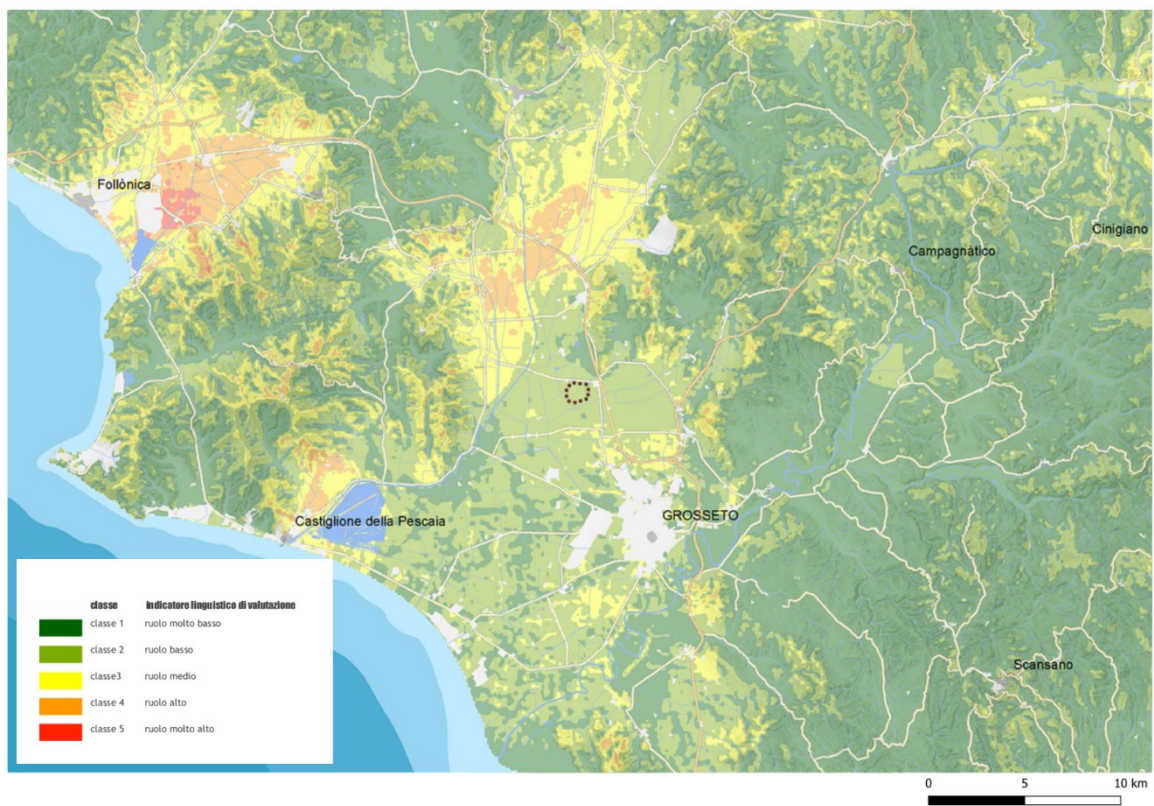 Follònica
Cinigiano
Campagnàtico
GROSSETO
Castiglione della Pescaia
Scansano
classe indicatore linguistico di valutazione
classe 1 ruolo molto basso
classe 2 ruolo basso
classe3 ruolo medio
classe 4 ruolo alto
classe 5 ruolo molto alto
0 5 10 km